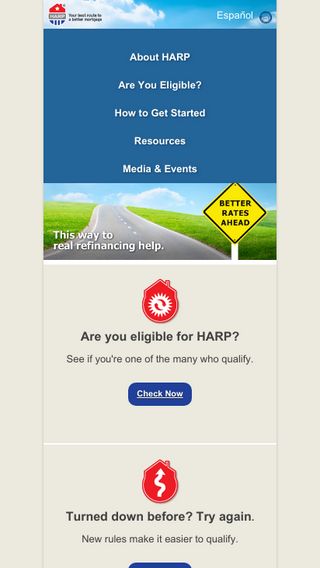 HARP
Your best route to
a better mortgage
Español
About HARP
Are You Eligible?
How to Get Started
Resources
Media & Events
BETTER
RATES
AHEAD
This way to
real refinancing help.
Are you eligible for HARP?
See if you're one of the many who qualify.
Check Now
Turned down before? Try again.
New rules make it easier to qualify.